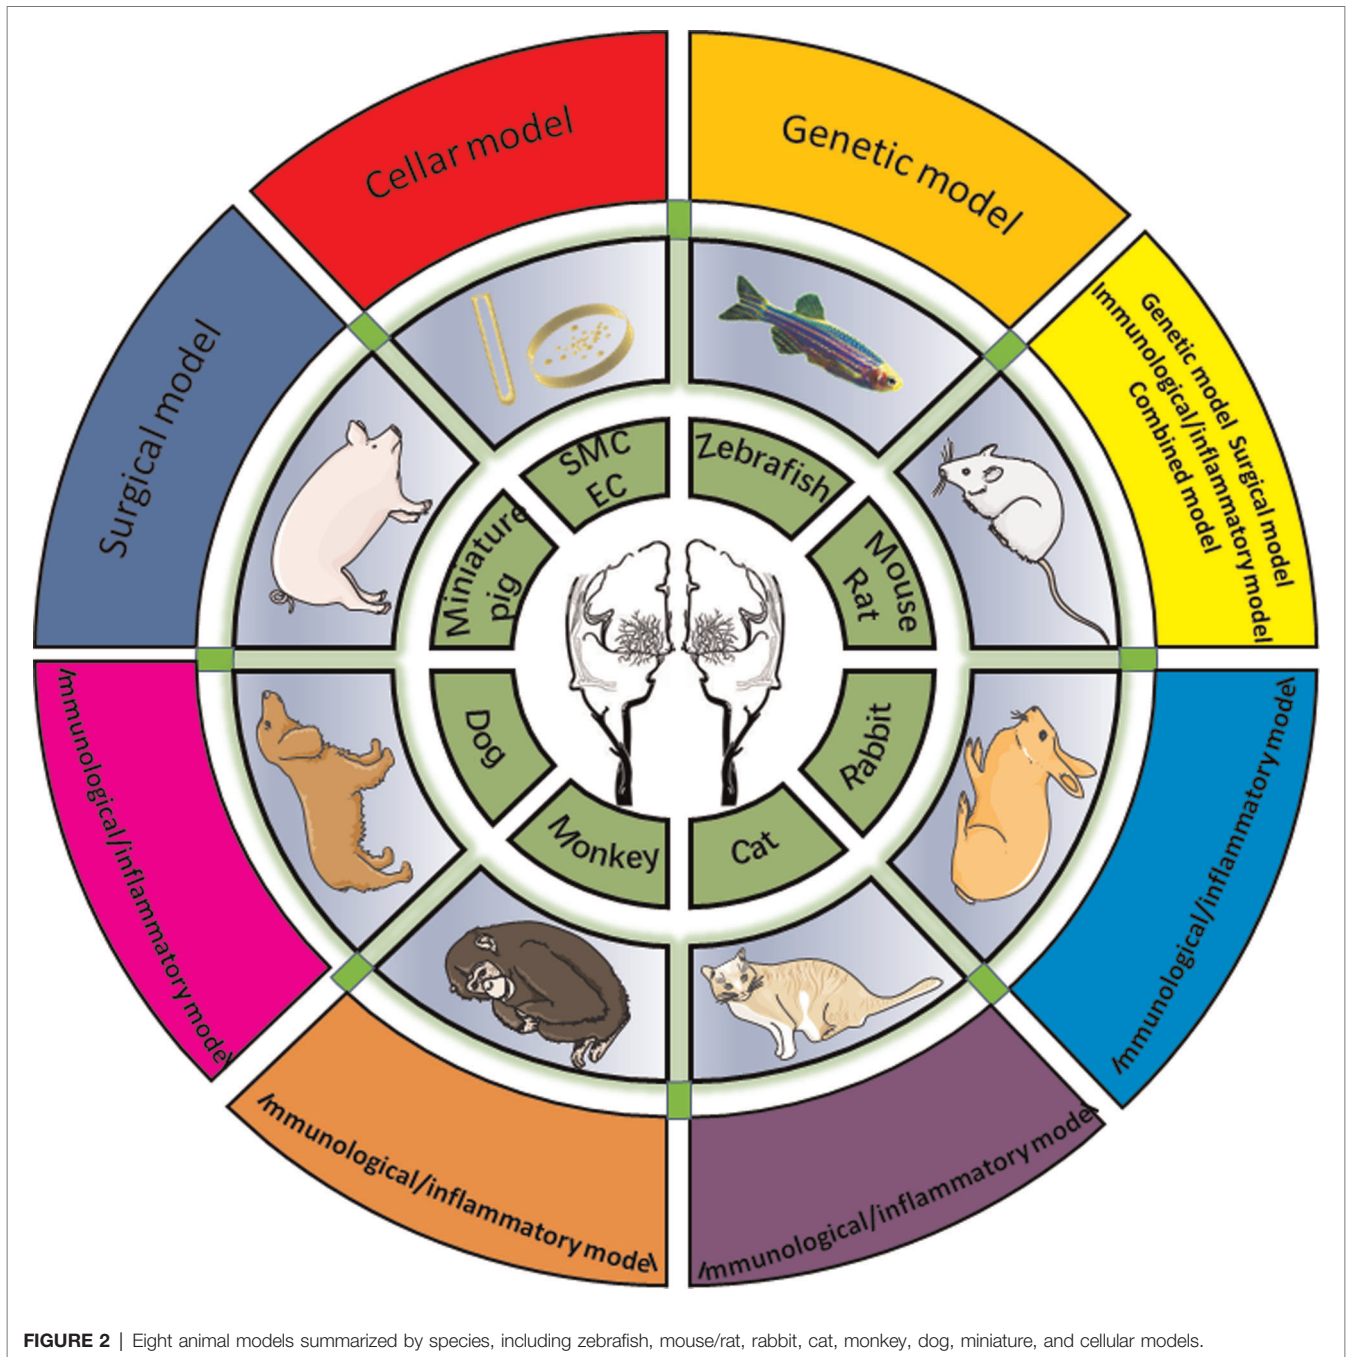 Cellar model
Genetic model
Genetic model Surgical model
Immunological/inflammatory model
Combined model
Immunological/inflammatory model
Immunological/inflammatory model
Immunological/inflammatory model
Immunological/inflammatory model
Surgical model
SMC
EC
Zebrafish
Mouse
Rat
Rabbit
Cat
Monkey
Dog
Miniature
pig
FIGURE 2 | Eight animal models summarized by species, including zebrafish, mouse/rat, rabbit, cat, monkey, dog, miniature, and cellular models.